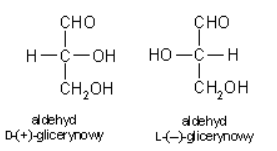 CHO CHO
H—C—OH HO—C—H
CH₂OH CH₂OH
aldehyd aldehyd
D-(+)-glicerynowy L-(—)-glicerynowy